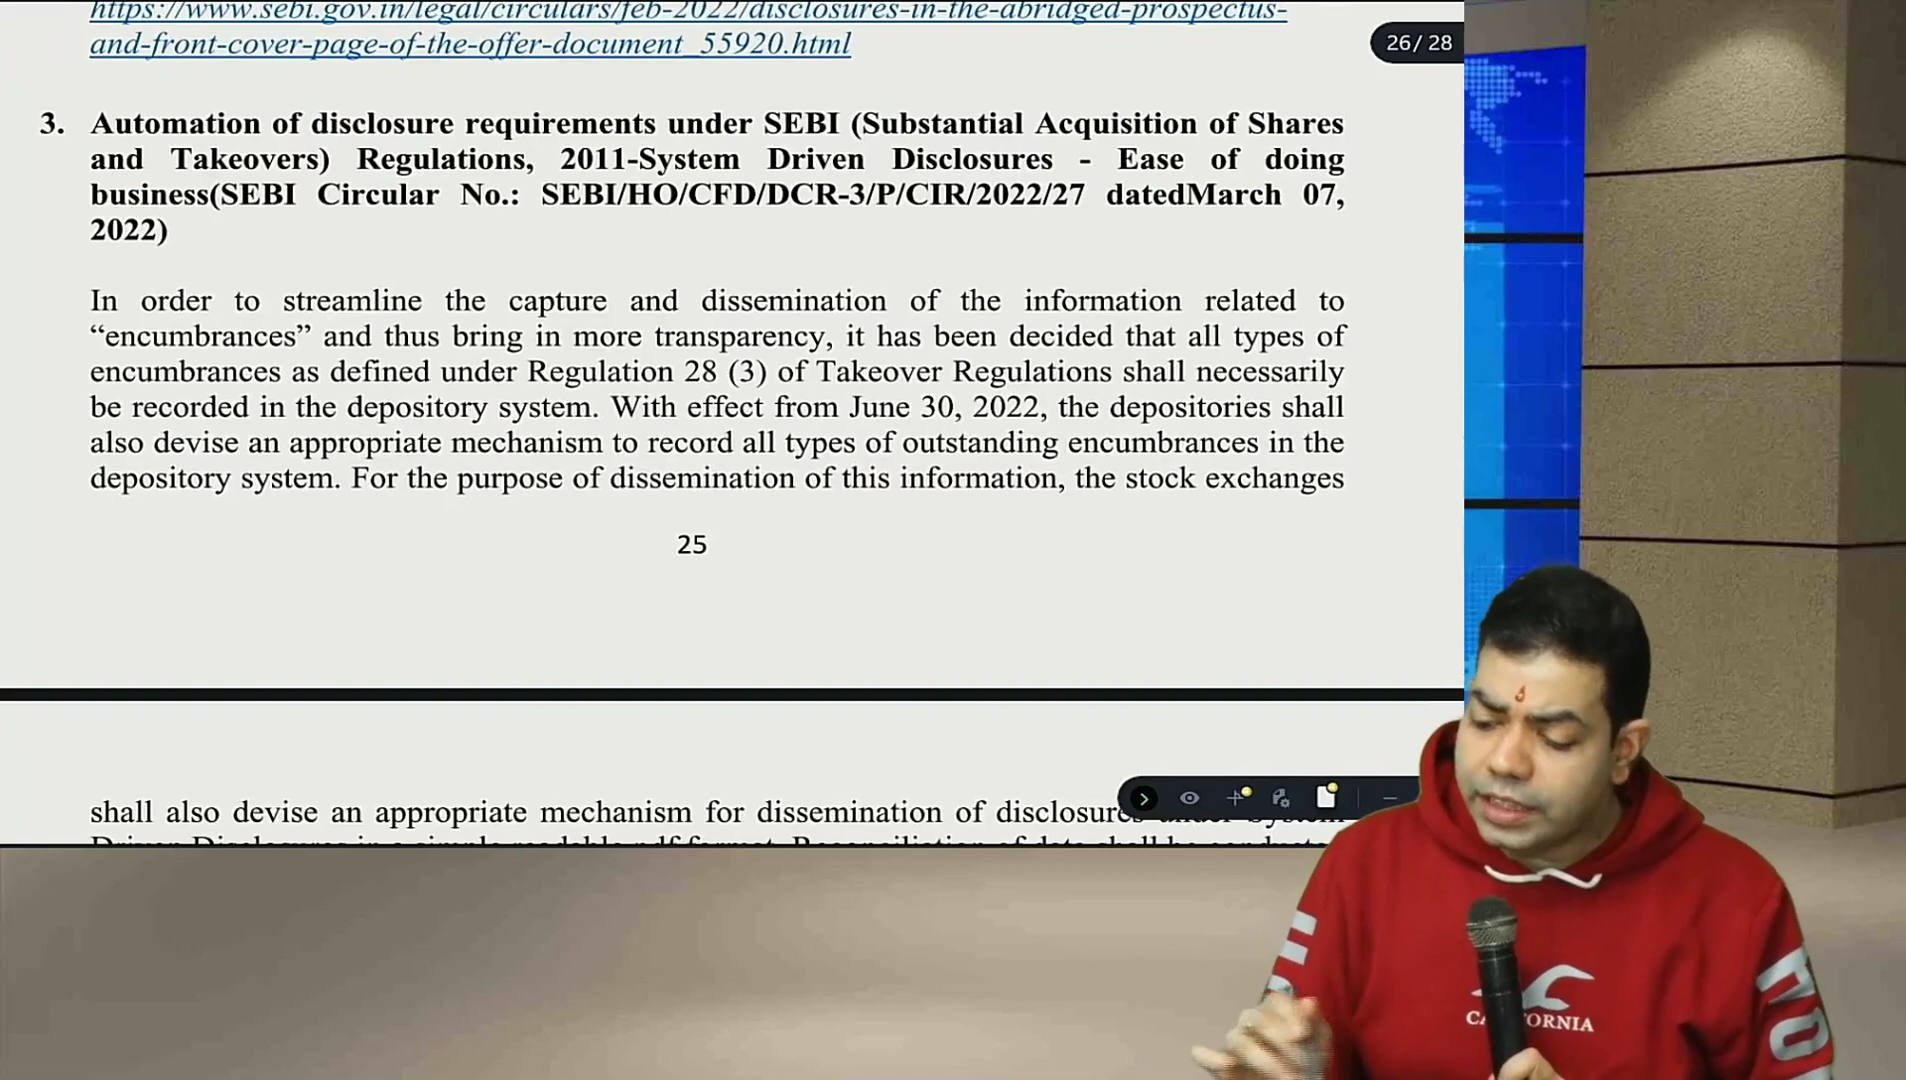 https://www.sebi.gov.in/legal/circulars/feb-2022/disclosures-in-the-abridged-prospectus-
and-front-cover-page-of-the-offer-document_55920.html
26/ 28
3. Automation of disclosure requirements under SEBI (Substantial Acquisition of Shares
and Takeovers) Regulations, 2011-System Driven Disclosures - Ease of doing
business(SEBI Circular No.: SEBI/HO/CFD/DCR-3/P/CIR/2022/27 datedMarch 07,
2022)
In order to streamline the capture and dissemination of the information related to
“encumbrances” and thus bring in more transparency, it has been decided that all types of
encumbrances as defined under Regulation 28 (3) of Takeover Regulations shall necessarily
be recorded in the depository system. With effect from June 30, 2022, the depositories shall
also devise an appropriate mechanism to record all types of outstanding encumbrances in the
depository system. For the purpose of dissemination of this information, the stock exchanges
25
shall also devise an appropriate mechanism for dissemination of